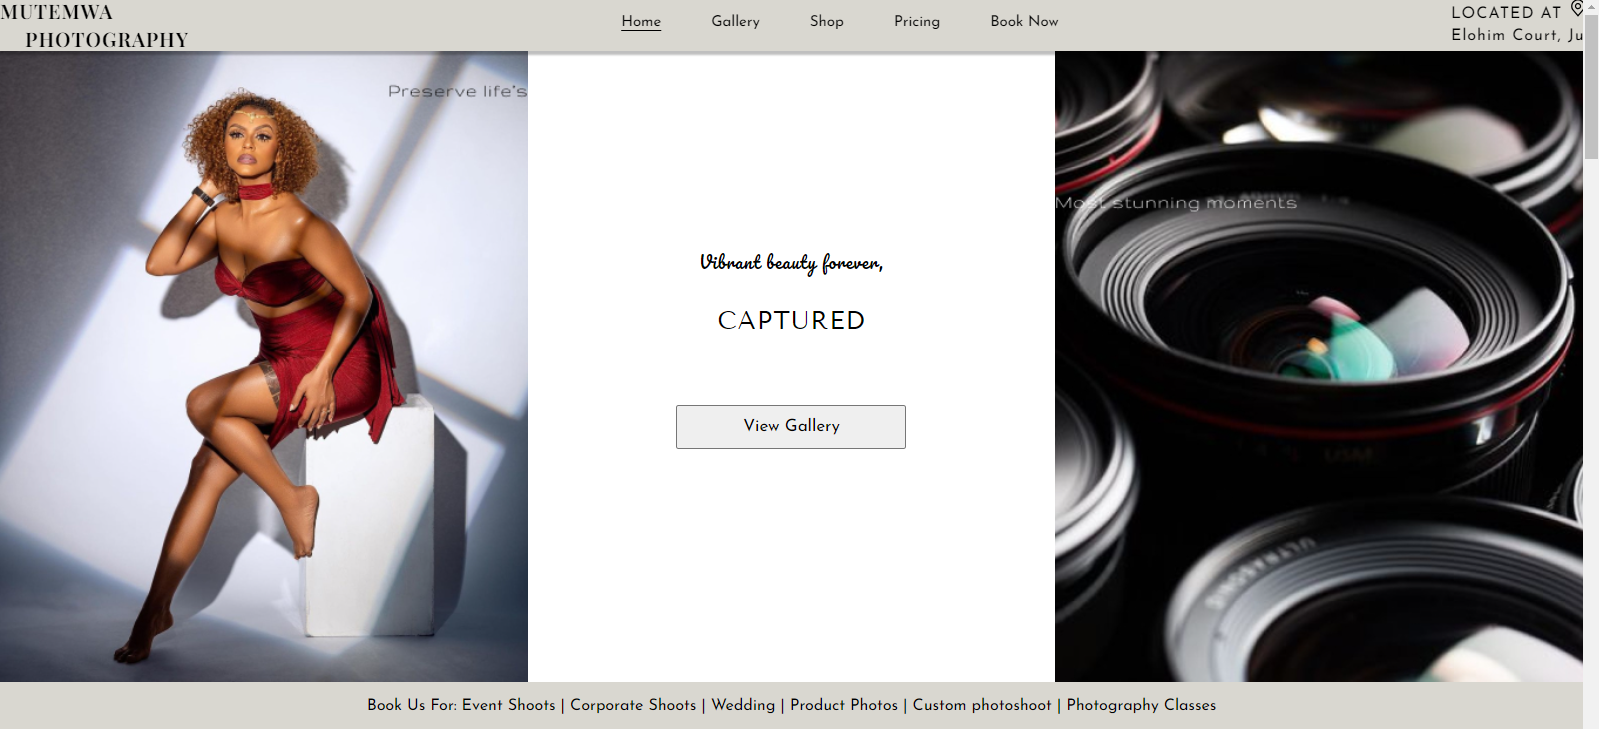 MUTEMWA
PHOTOGRAPHY
Home Gallery Shop Pricing Book Now
LOCATED AT
Elohim Court, Ju
Preserve life's
Most stunning moments
Vibrant beauty forever,
CAPTURED
View Gallery
USM
ULTRASONIC
Book Us For: Event Shoots | Corporate Shoots | Wedding | Product Photos | Custom photoshoot | Photography Classes